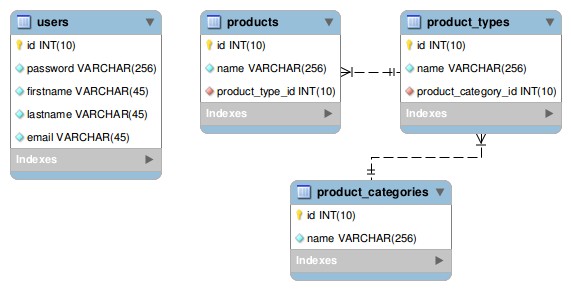 users
id INT(10)
password VARCHAR(256)
firstname VARCHAR(45)
lastname VARCHAR(45)
email VARCHAR(45)
Indexes
products
id INT(10)
name VARCHAR(256)
product_type_id INT(10)
Indexes
product_types
id INT(10)
name VARCHAR(256)
product_category_id INT(10)
Indexes
product_categories
id INT(10)
name VARCHAR(256)
Indexes